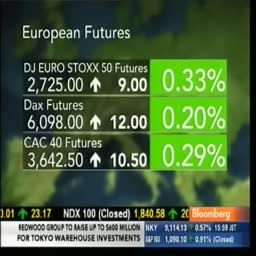 European Futures
DJ EURO STOXX 50 Futures
2,725.00 ↑ 9.00 0.33%
Dax Futures
6,098.00 ↑ 12.00 0.20%
CAC 40 Futures
3,642.50 ↑ 10.50 0.29%
0.01 ↑ 23.17 NDX 100 (Closed) 1,840.58 ↑ 20 Bloomberg
REDWOOD GROUP TO RAISE UP TO $600 MILLION
FOR TOKYO WAREHOUSE INVESTMENTS
NKY 9,114.13 ↑ 0.57% 15:59 JST
S&P 500 1,090.10 ↑ 0.91% (Closed)